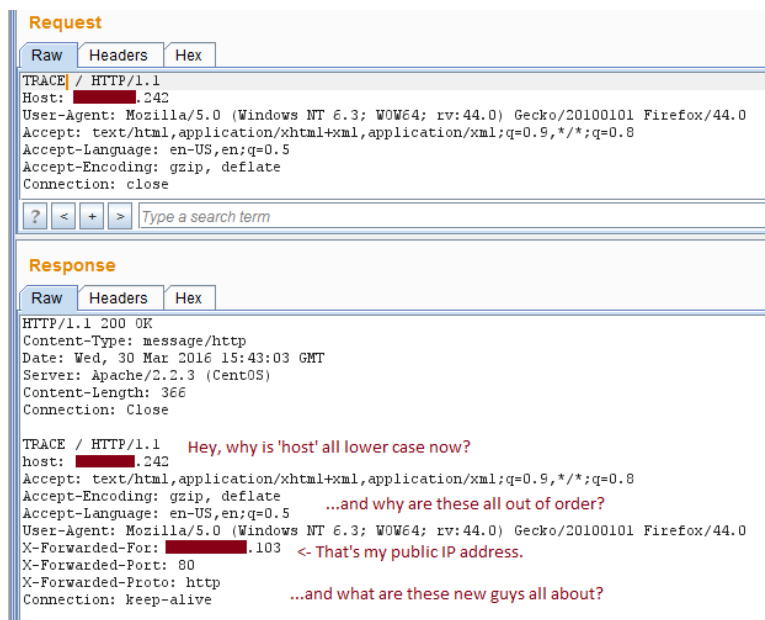 Request
Raw Headers Hex
TRACE / HTTP/1.1
Host: .242
User-Agent: Mozilla/5.0 (Windows NT 6.3; WOW64; rv:44.0) Gecko/20100101 Firefox/44.0
Accept: text/html,application/xhtml+xml,application/xml;q=0.9,*/*;q=0.8
Accept-Language: en-US,en;q=0.5
Accept-Encoding: gzip, deflate
Connection: close
? < + > Type a search term
Response
Raw Headers Hex
HTTP/1.1 200 OK
Content-Type: message/http
Date: Wed, 30 Mar 2016 15:43:03 GMT
Server: Apache/2.2.3 (CentOS)
Content-Length: 366
Connection: Close
TRACE / HTTP/1.1 Hey, why is 'host' all lower case now?
host: .242
Accept: text/html,application/xhtml+xml,application/xml;q=0.9,*/*;q=0.8
Accept-Encoding: gzip, deflate
Accept-Language: en-US,en;q=0.5 ...and why are these all out of order?
User-Agent: Mozilla/5.0 (Windows NT 6.3; WOW64; rv:44.0) Gecko/20100101 Firefox/44.0
X-Forwarded-For: .103 <- That's my public IP address.
X-Forwarded-Port: 80
X-Forwarded-Proto: http
Connection: keep-alive ...and what are these new guys all about?